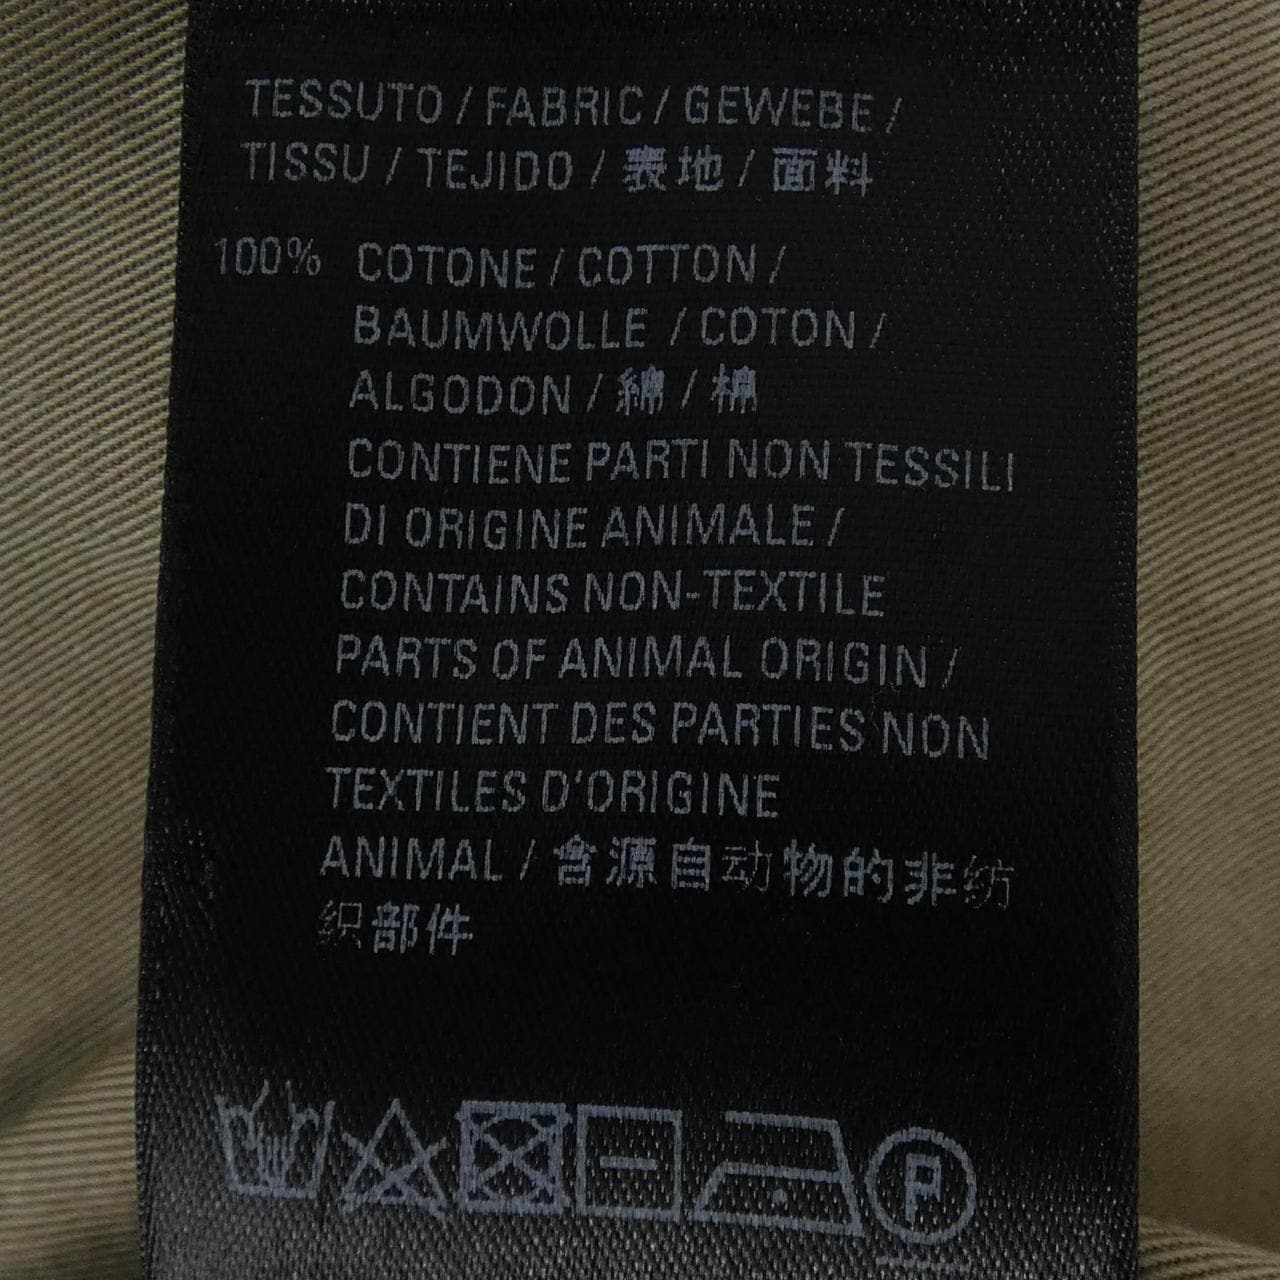 TESSUTO / FABRIC / GEWEBE /
TISSU / TEJIDO / 表地 / 面料
100% COTONE / COTTON /
BAUMWOLLE / COTON /
ALGODON / 綿 / 棉
CONTIENE PARTI NON TESSILI
DI ORIGINE ANIMALE /
CONTAINS NON-TEXTILE
PARTS OF ANIMAL ORIGIN /
CONTIENT DES PARTIES NON
TEXTILES D'ORIGINE
ANIMAL / 含源自动物的非纺
织部件
P